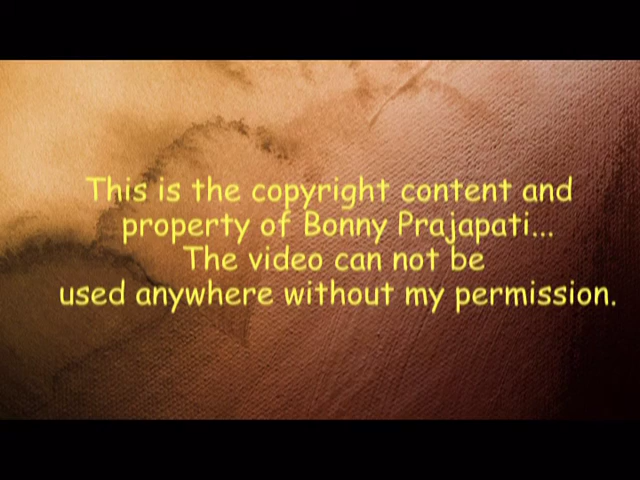 This is the copyright content and
property of Bonny Prajapati...
The video can not be
used anywhere without my permission.